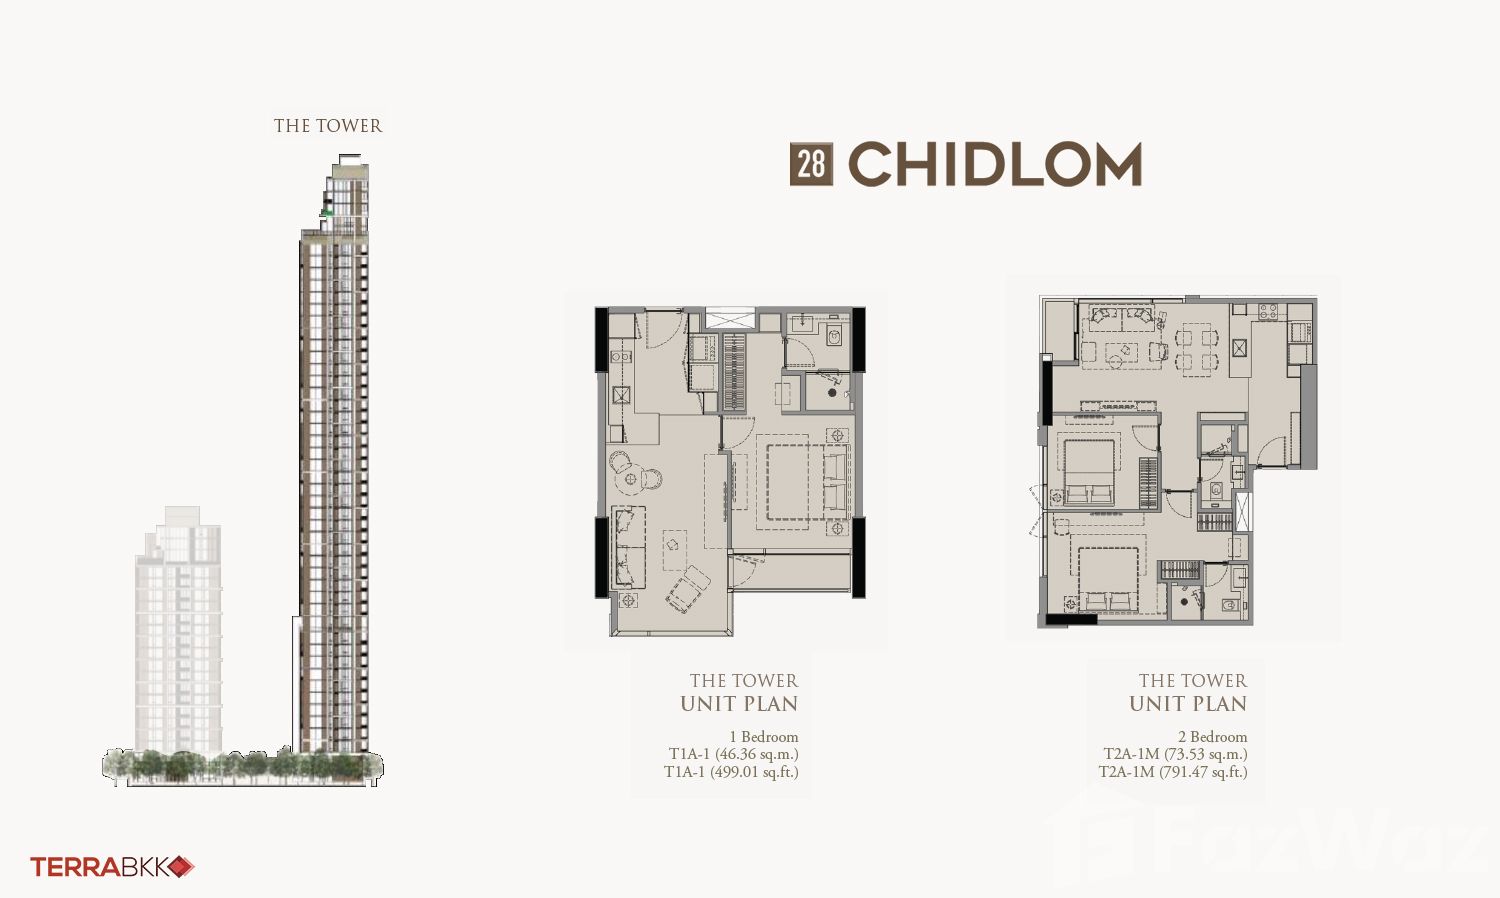 THE TOWER
28 CHIDLOM
THE TOWER
UNIT PLAN
1 Bedroom
T1A-1 (46.36 sq.m.)
T1A-1 (499.01 sq.ft.)
THE TOWER
UNIT PLAN
2 Bedroom
T2A-1M (73.53 sq.m.)
T2A-1M (791.47 sq.ft.)
TERRABKK
FazWaz